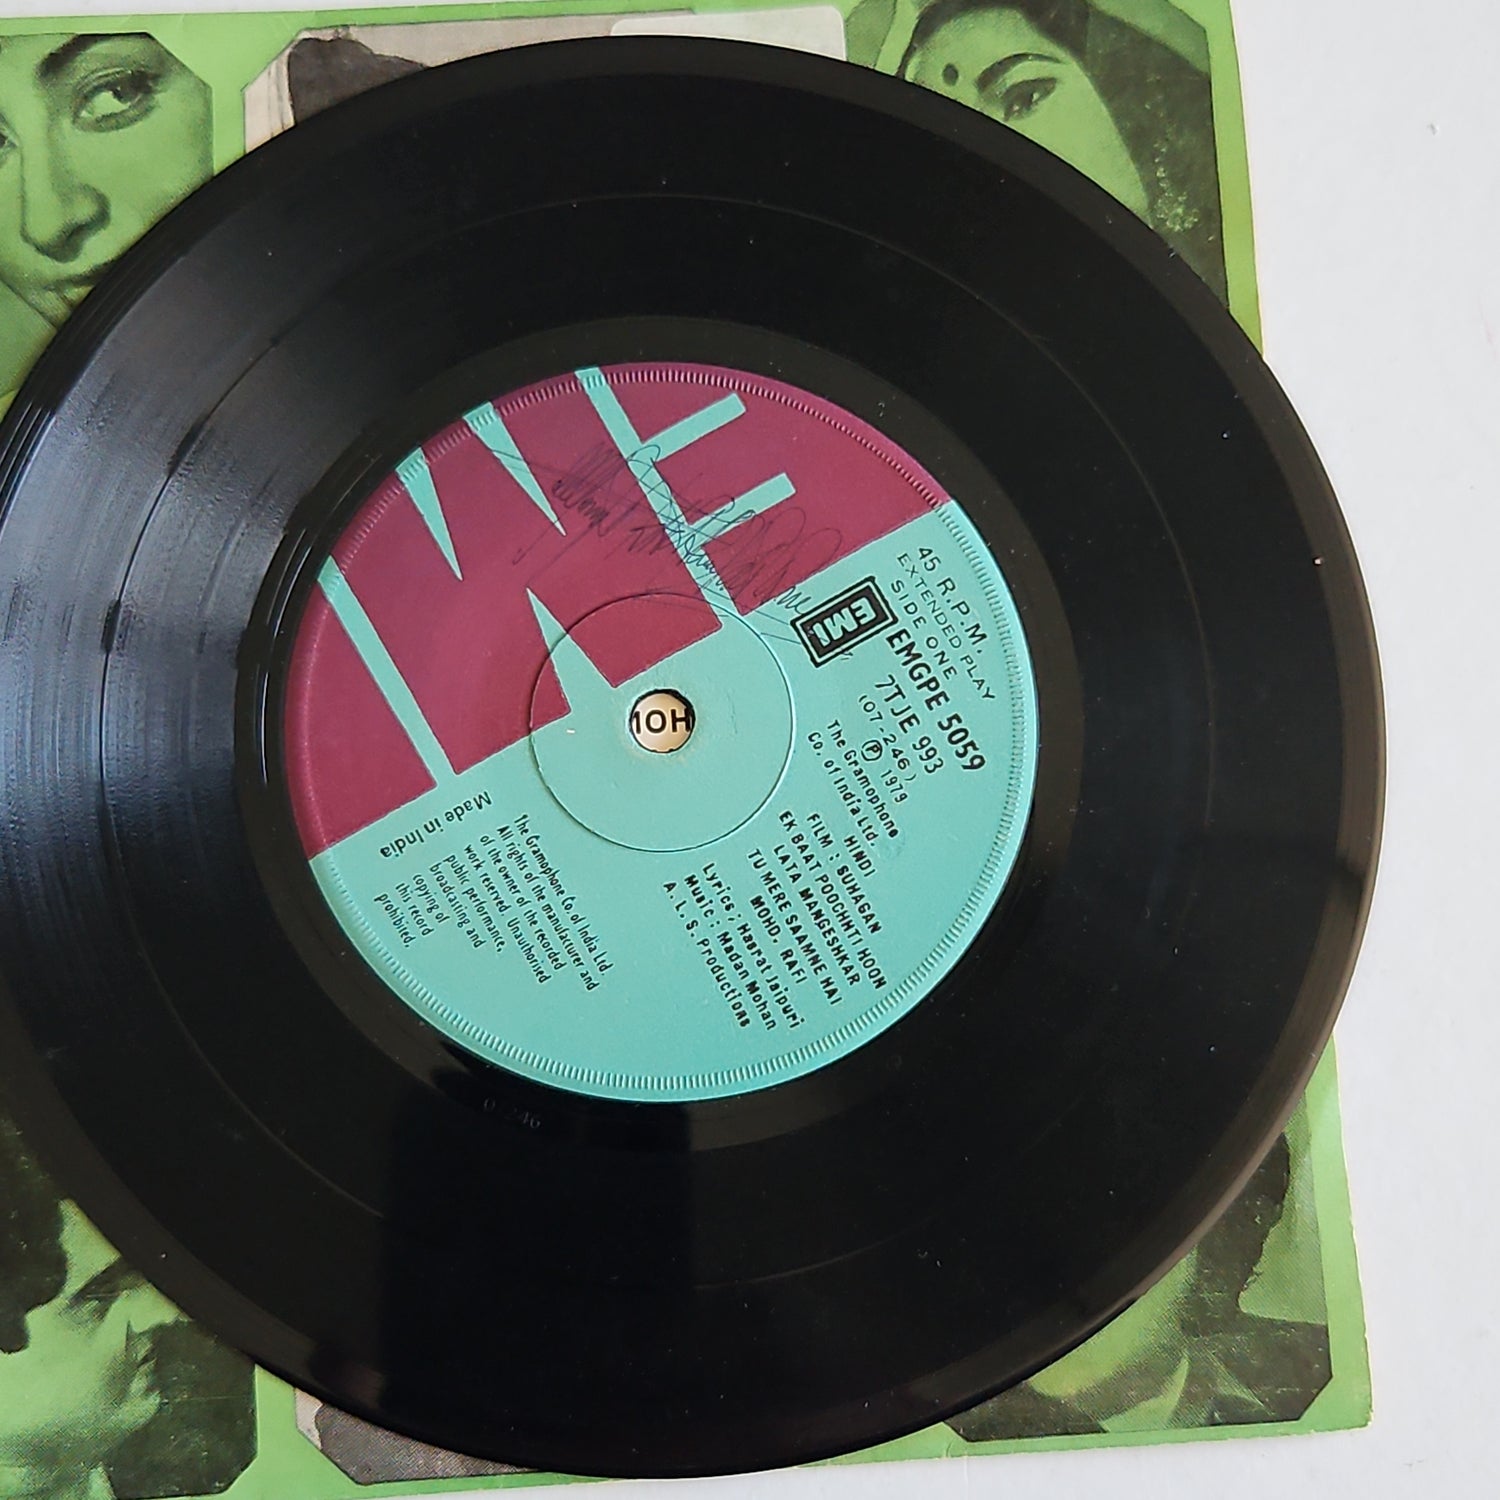 45 R.P.M.
EXTENDED PLAY
SIDE ONE
EMI
EMGPE 5059
7TJE 993
(07-246)
Ⓟ 1979
The Gramophone
Co. of India Ltd.
HINDI
FILM : SUHAGAN
EK BAAT POOCHHTI HOON
LATA MANGESHKAR
TU MERE SAAMNE HAI
MOHD. RAFI
Lyrics : Hasrat Jaipuri
Music : Madan Mohan
A. L. S. Productions
The Gramophone Co. of India Ltd.
All rights of the manufacturer and
of the owner of the recorded
work reserved. Unauthorised
public performance,
broadcasting and
copying of
this record
prohibited.
Made in India
HOM